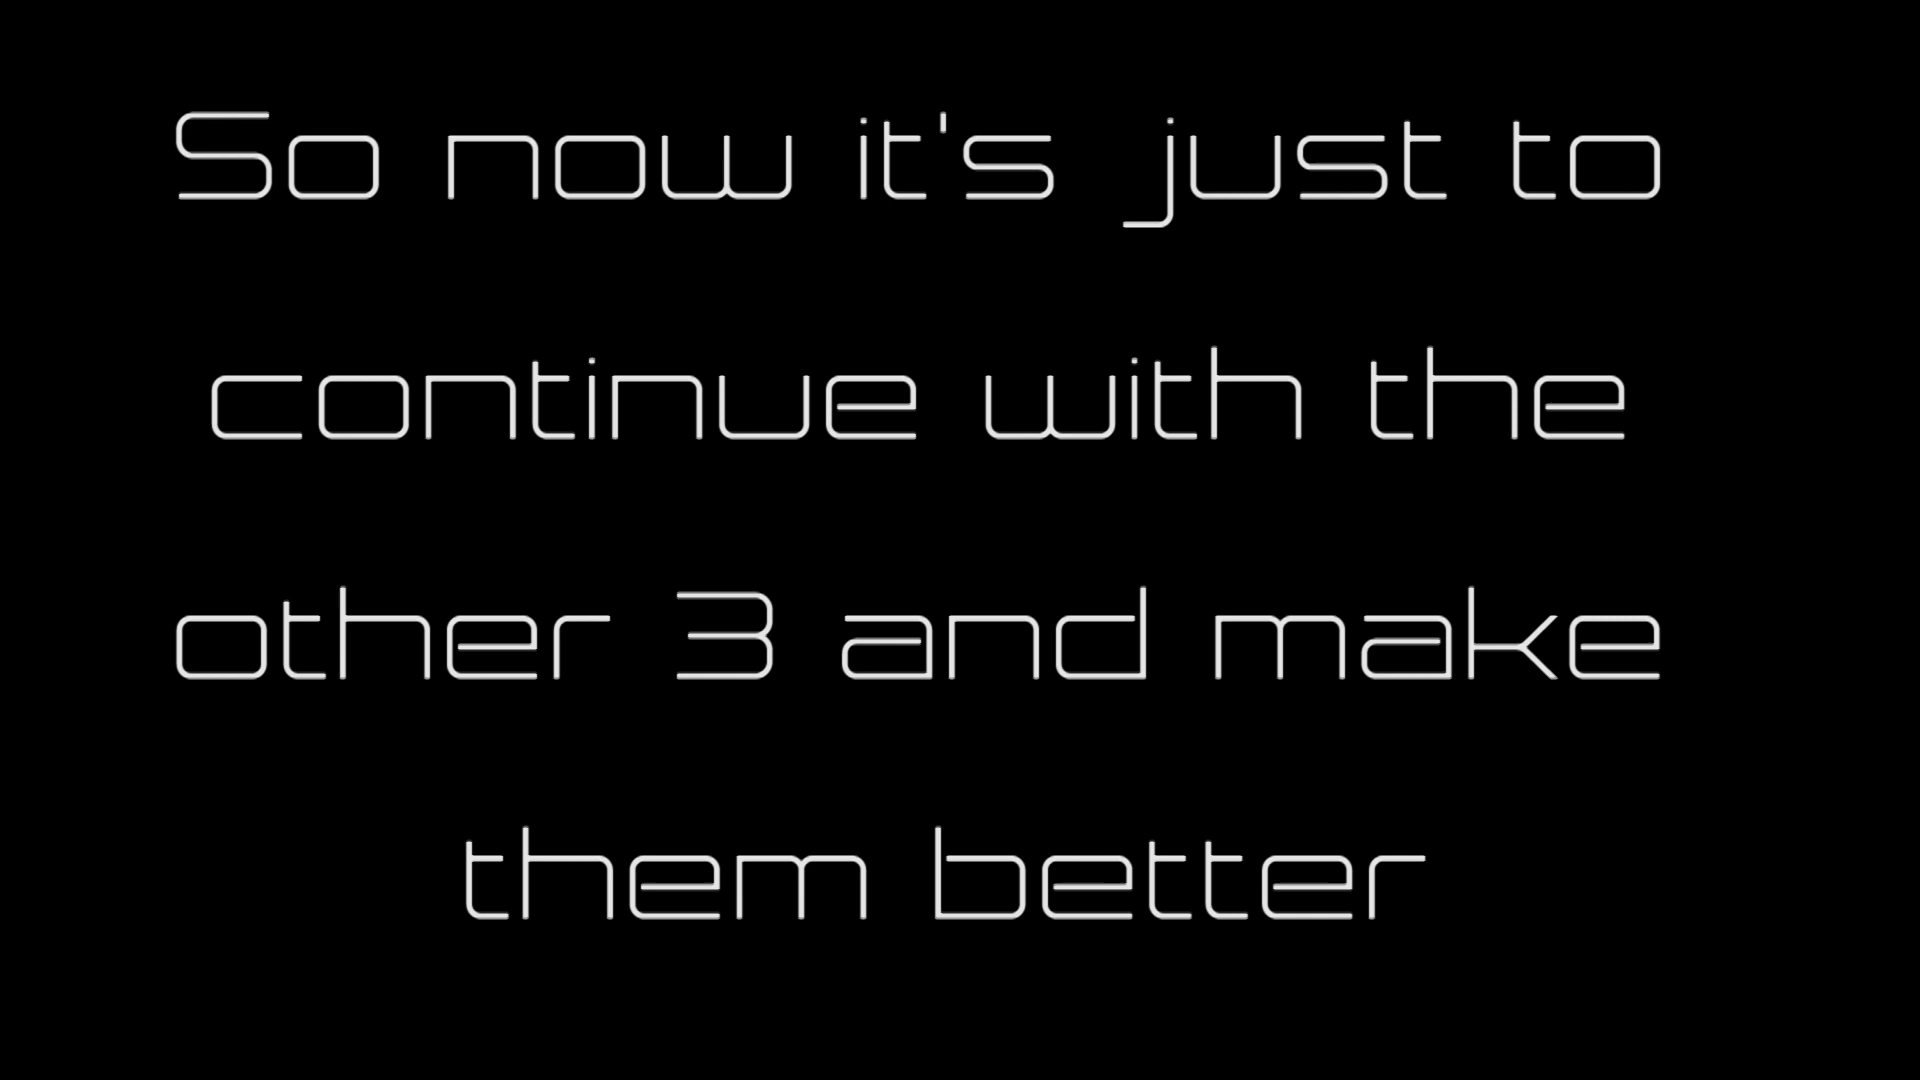 So now it's just to
continue with the
other 3 and make
them better